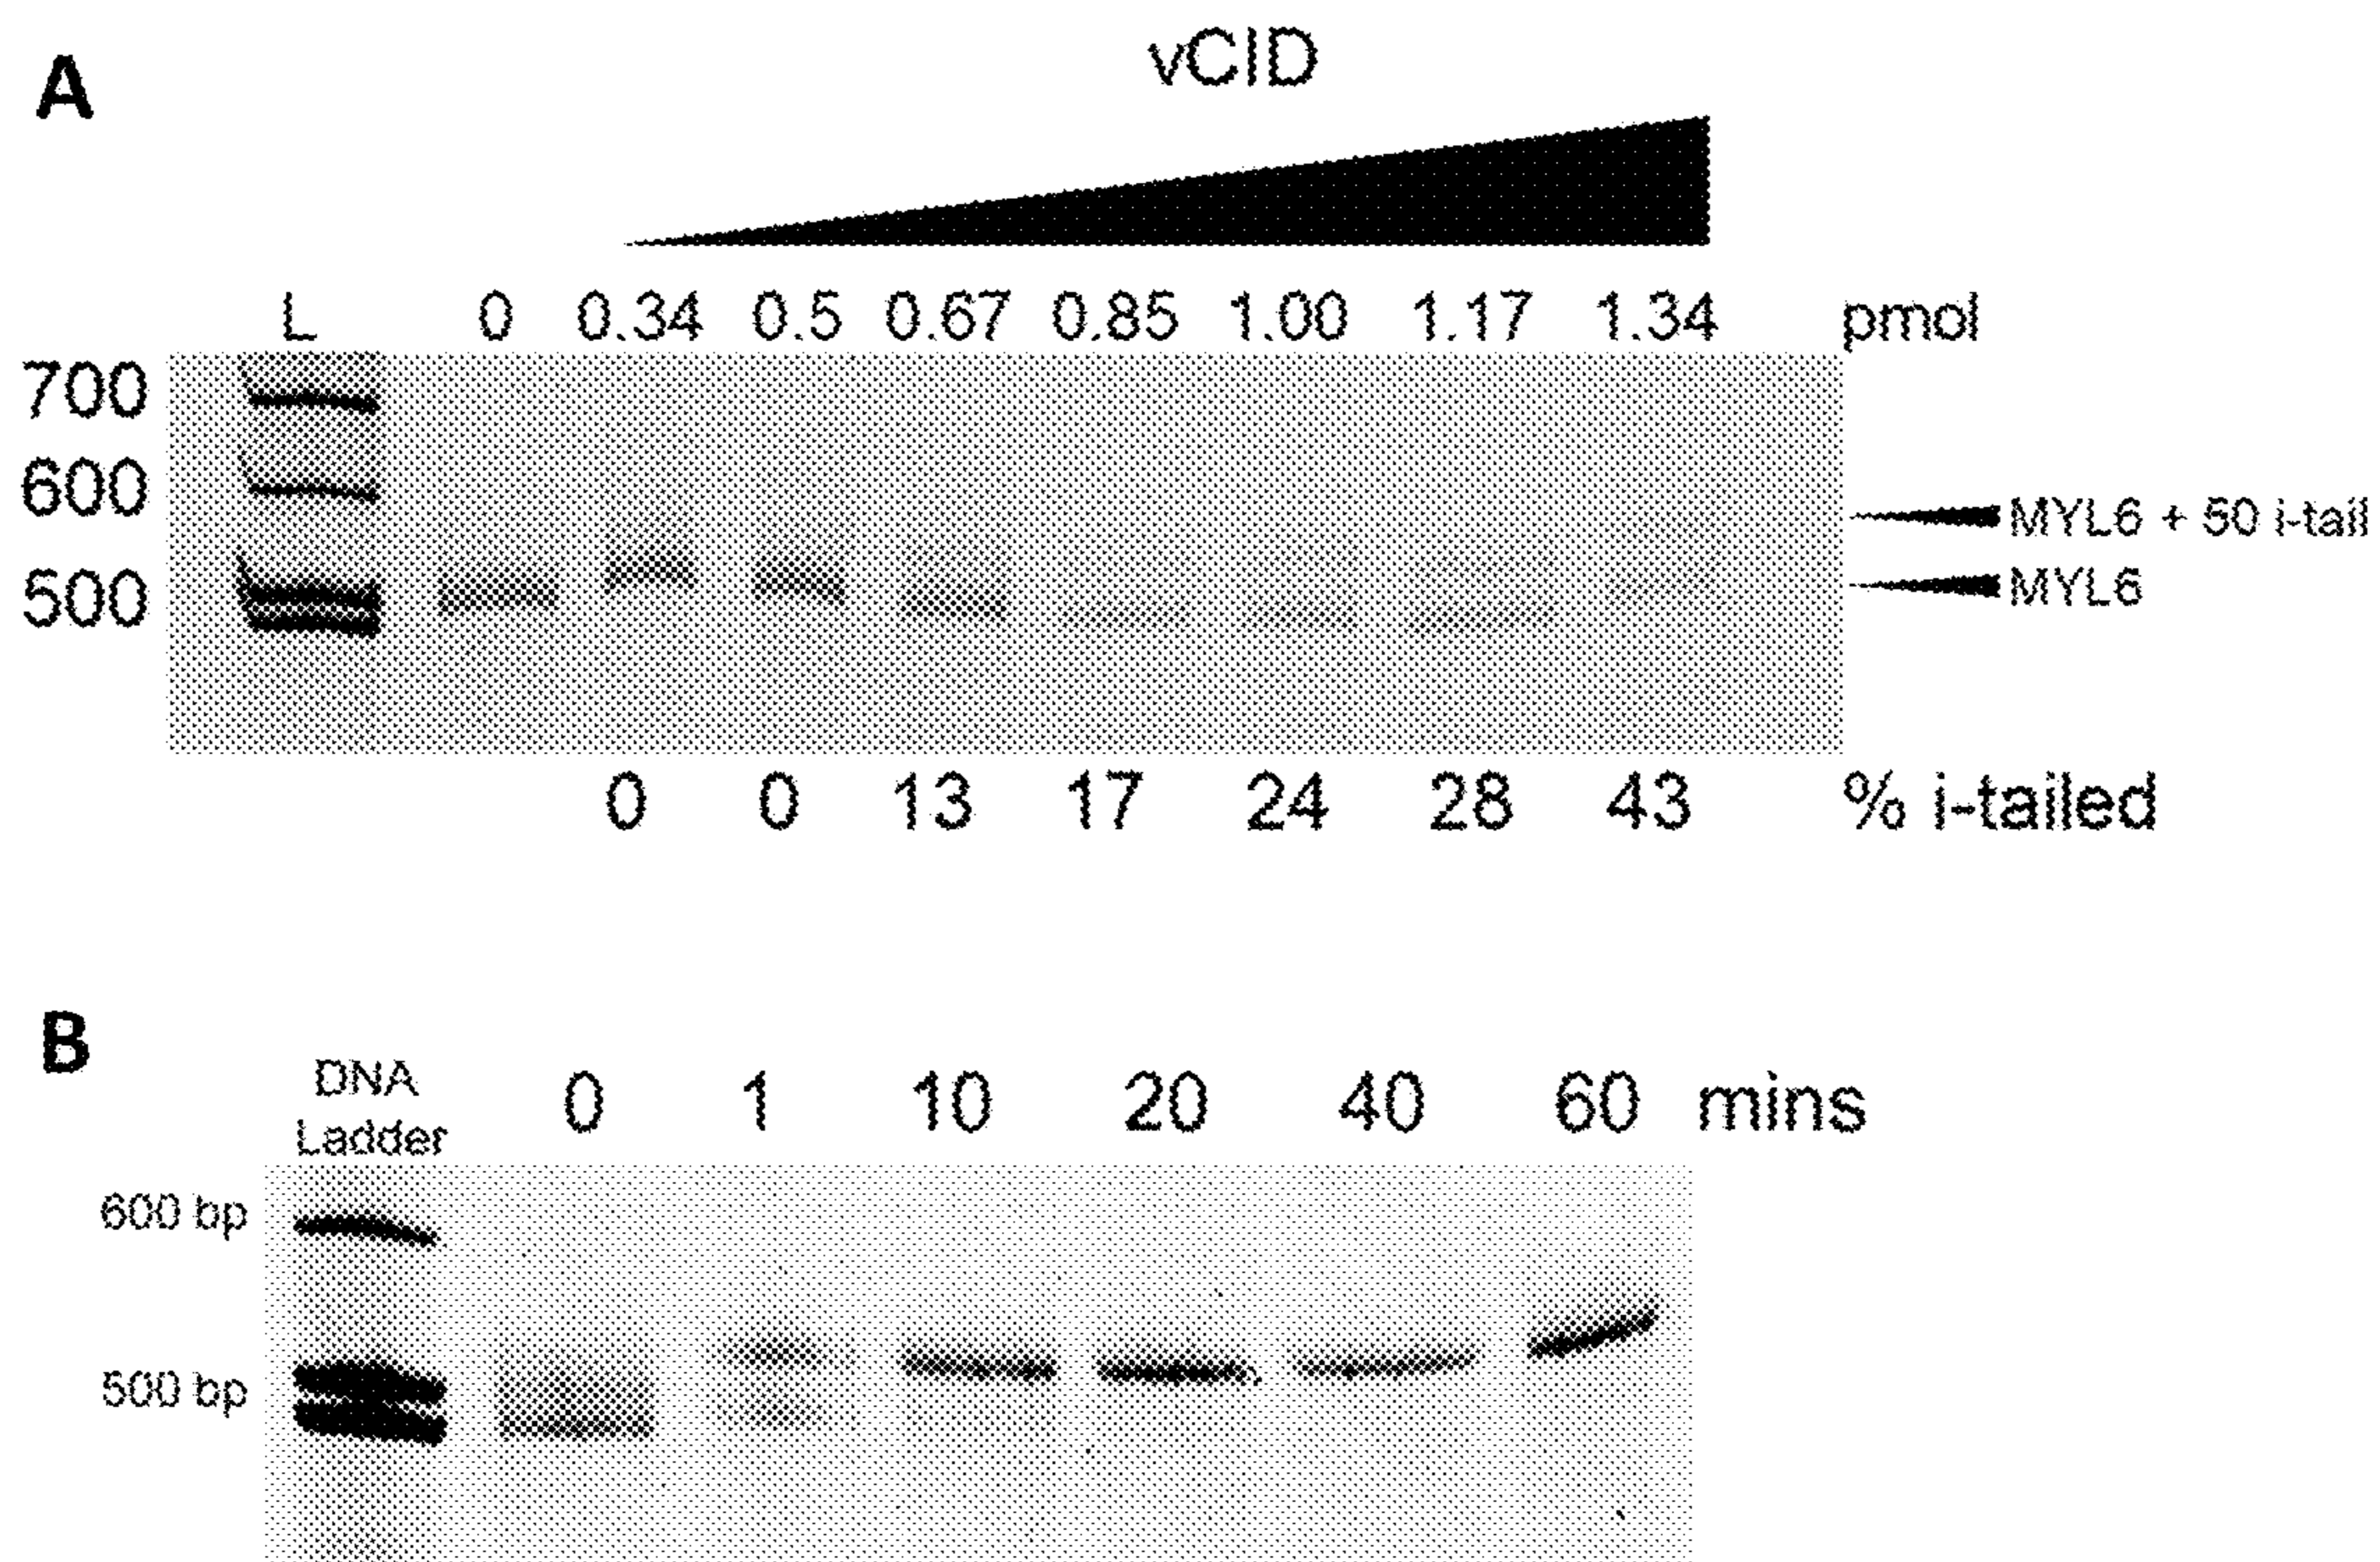 A
vCID
L 0 0.34 0.5 0.67 0.85 1.00 1.17 1.34 pmol
700
600
500
MYL6 + 50 i-tail
MYL6
0 0 13 17 24 28 43 % i-tailed
B
DNA
Ladder
0 1 10 20 40 60 mins
600 bp
500 bp